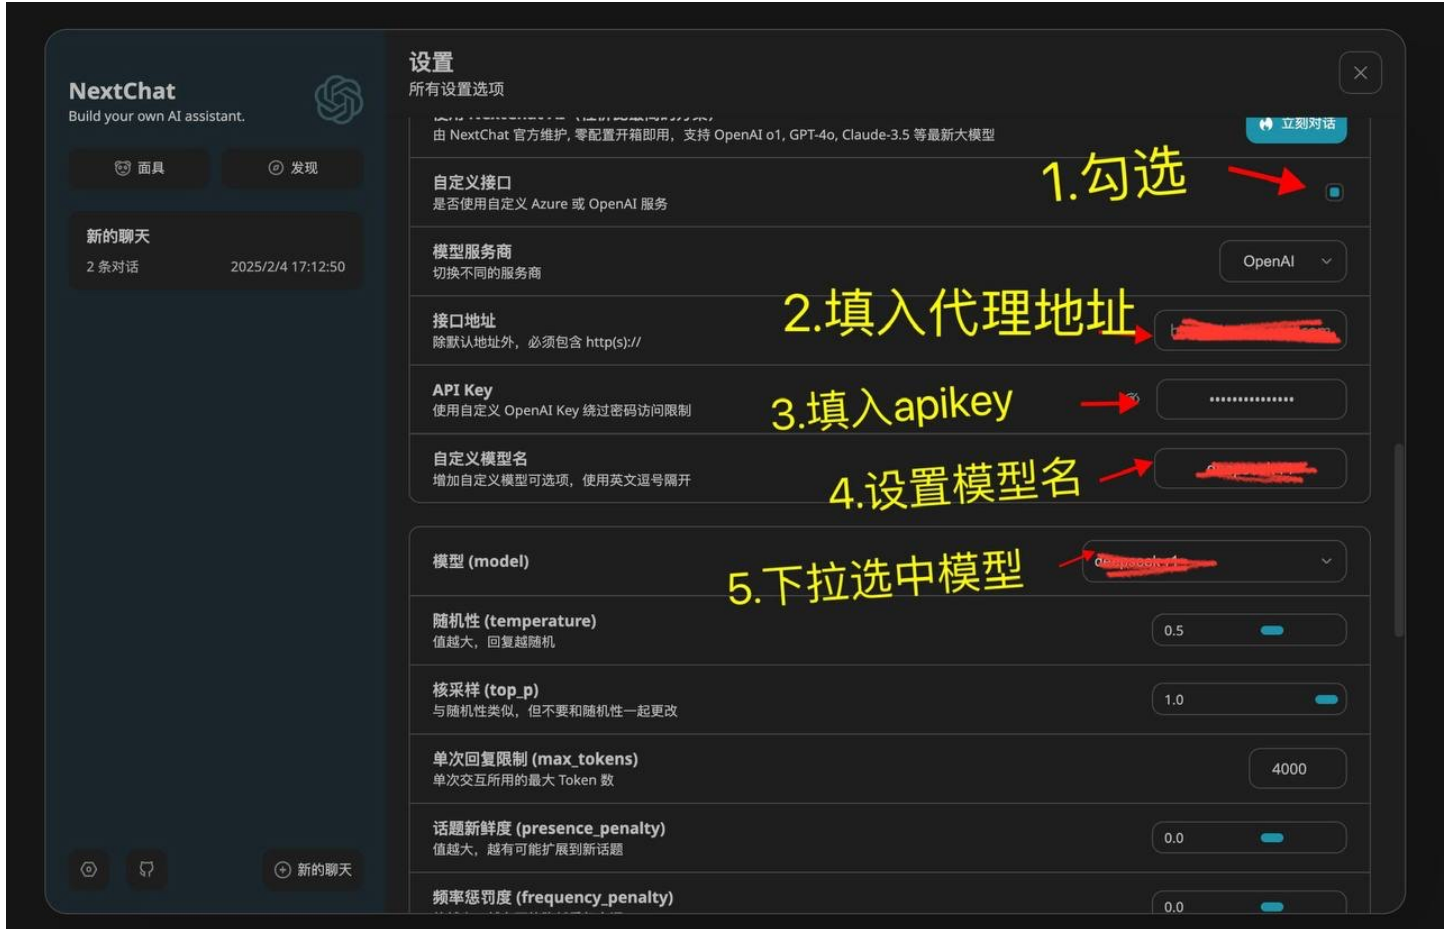 NextChat
Build your own AI assistant.
面具
发现
新的聊天
2 条对话
2025/2/4 17:12:50
新的聊天
设置
所有设置选项
由 NextChat 官方维护, 零配置开箱即用，支持 OpenAI o1, GPT-4o, Claude-3.5 等最新大模型
立刻对话
自定义接口
是否使用自定义 Azure 或 OpenAI 服务
1.勾选
模型服务商
切换不同的服务商
OpenAI
接口地址
除默认地址外，必须包含 http(s)://
2.填入代理地址
API Key
使用自定义 OpenAI Key 绕过密码访问限制
3.填入apikey
•••••••••••••••
自定义模型名
增加自定义模型可选项，使用英文逗号隔开
4.设置模型名
模型 (model)
5.下拉选中模型
随机性 (temperature)
值越大，回复越随机
0.5
核采样 (top_p)
与随机性类似，但不要和随机性一起更改
1.0
单次回复限制 (max_tokens)
单次交互所用的最大 Token 数
4000
话题新鲜度 (presence_penalty)
值越大，越有可能扩展到新话题
0.0
频率惩罚度 (frequency_penalty)
0.0